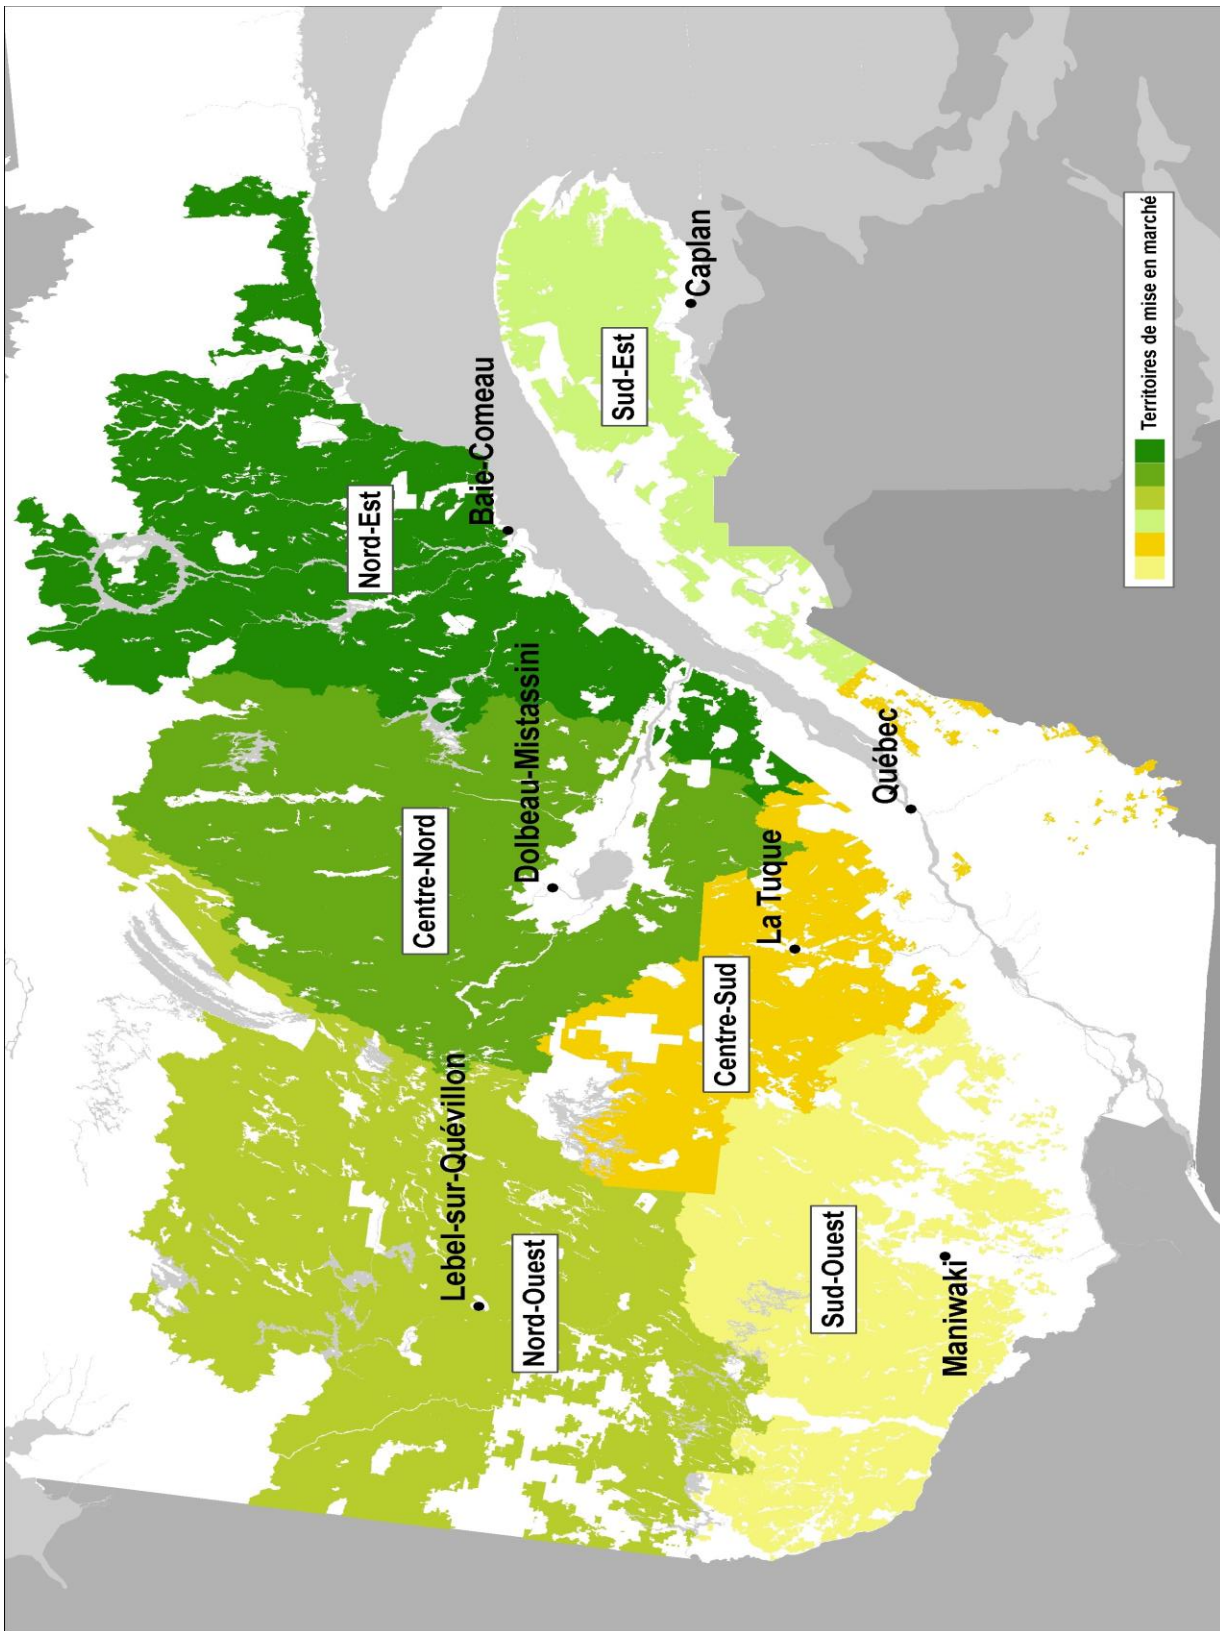 Nord-Est
Baie-Comeau
Centre-Nord
Dolbeau-Mistassini
Sud-Est
Caplan
Lebel-sur-Quévillon
Nord-Ouest
La Tuque
Centre-Sud
Québec
Sud-Ouest
Maniwaki
Territoires de mise en marché